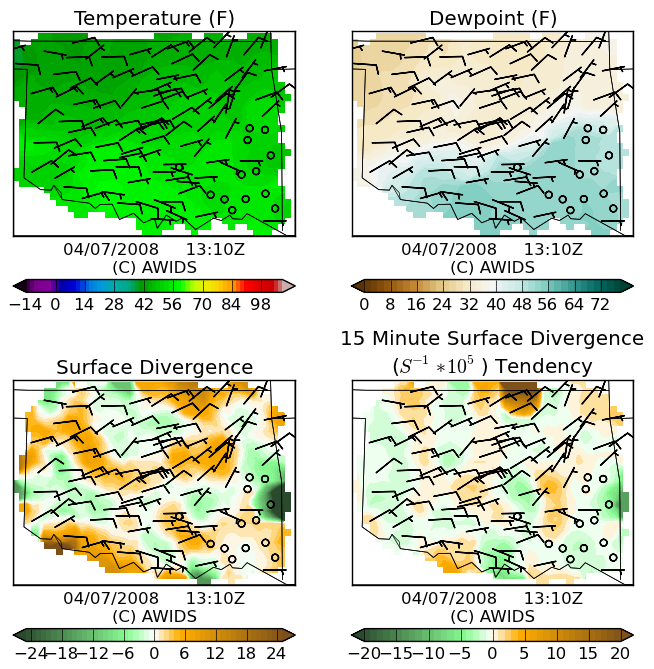 Temperature (F)
Dewpoint (F)
04/07/2008 13:10Z
(C) AWIDS
−14 0 14 28 42 56 70 84 98
04/07/2008 13:10Z
(C) AWIDS
0 8 16 24 32 40 48 56 64 72
Surface Divergence
15 Minute Surface Divergence
(S⁻¹ *10⁵ ) Tendency
04/07/2008 13:10Z
(C) AWIDS
−24 −18 −12 −6 0 6 12 18 24
04/07/2008 13:10Z
(C) AWIDS
−20 −15 −10 −5 0 5 10 15 20